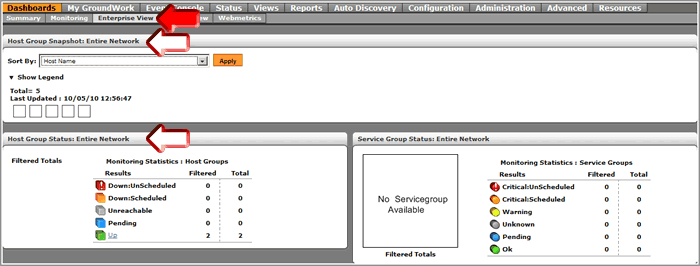 Dashboards My GroundWork Event Console Status Views Reports Auto Discovery Configuration Administration Advanced Resources
Summary Monitoring Enterprise View View Webmetrics
Host Group Snapshot: Entire Network
Sort By: Host Name Apply
▼ Show Legend
Total= 5
Last Updated : 10/05/10 12:56:47
Host Group Status: Entire Network
Filtered Totals
Monitoring Statistics : Host Groups
Results Filtered Total
Down:UnScheduled 0 0
Down:Scheduled 0 0
Unreachable 0 0
Pending 0 0
Up 2 2
Service Group Status: Entire Network
No Servicegroup
Available
Filtered Totals
Monitoring Statistics : Service Groups
Results Filtered Total
Critical:UnScheduled 0 0
Critical:Scheduled 0 0
Warning 0 0
Unknown 0 0
Pending 0 0
Ok 0 0